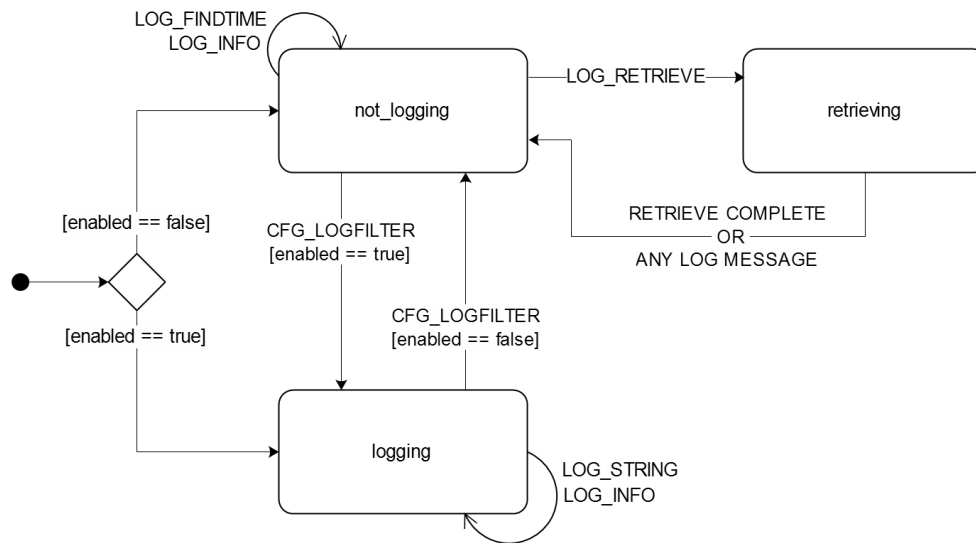 LOG_FINDTIME
LOG_INFO
not_logging
LOG_RETRIEVE
retrieving
[enabled == false]
CFG_LOGFILTER
[enabled == true]
RETRIEVE COMPLETE
OR
ANY LOG MESSAGE
[enabled == true]
CFG_LOGFILTER
[enabled == false]
logging
LOG_STRING
LOG_INFO